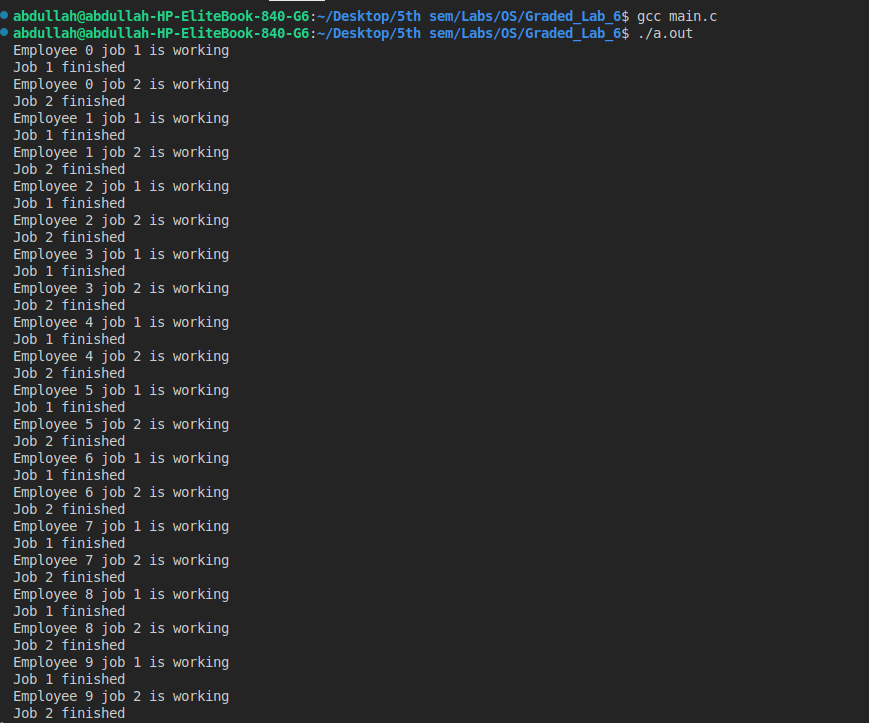 abdullah@abdullah-HP-EliteBook-840-G6:~/Desktop/5th sem/Labs/OS/Graded_Lab_6$ gcc main.c
abdullah@abdullah-HP-EliteBook-840-G6:~/Desktop/5th sem/Labs/OS/Graded_Lab_6$ ./a.out
Employee 0 job 1 is working
Job 1 finished
Employee 0 job 2 is working
Job 2 finished
Employee 1 job 1 is working
Job 1 finished
Employee 1 job 2 is working
Job 2 finished
Employee 2 job 1 is working
Job 1 finished
Employee 2 job 2 is working
Job 2 finished
Employee 3 job 1 is working
Job 1 finished
Employee 3 job 2 is working
Job 2 finished
Employee 4 job 1 is working
Job 1 finished
Employee 4 job 2 is working
Job 2 finished
Employee 5 job 1 is working
Job 1 finished
Employee 5 job 2 is working
Job 2 finished
Employee 6 job 1 is working
Job 1 finished
Employee 6 job 2 is working
Job 2 finished
Employee 7 job 1 is working
Job 1 finished
Employee 7 job 2 is working
Job 2 finished
Employee 8 job 1 is working
Job 1 finished
Employee 8 job 2 is working
Job 2 finished
Employee 9 job 1 is working
Job 1 finished
Employee 9 job 2 is working
Job 2 finished